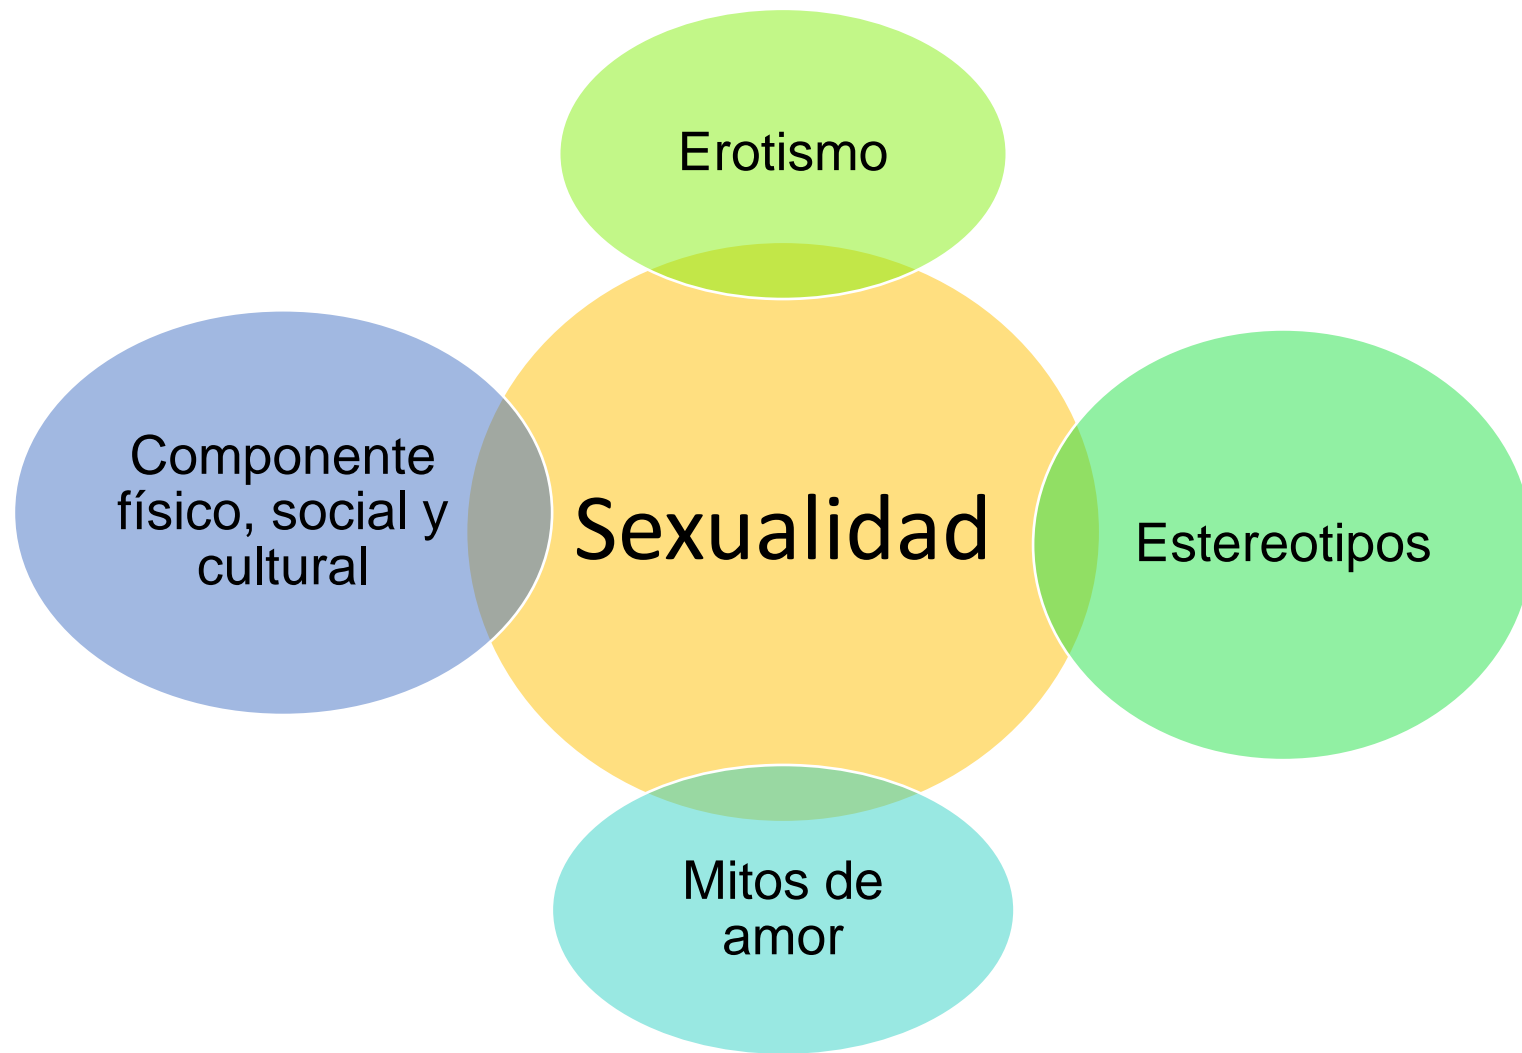 Erotismo
Componente
físico, social y
cultural
Sexualidad
Estereotipos
Mitos de
amor